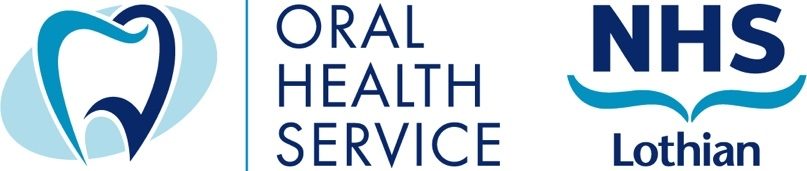 ORAL
HEALTH
SERVICE
NHS
Lothian